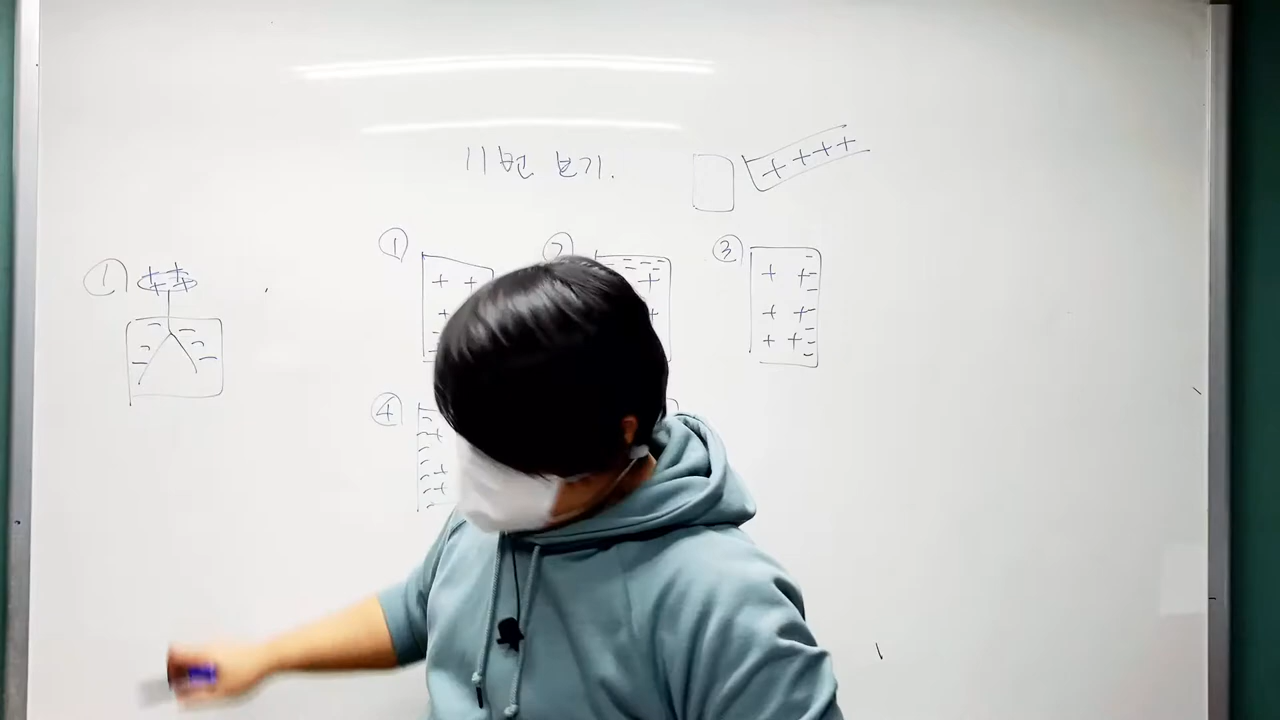 11번 보기.
+ + + +
① ② ③
①
④